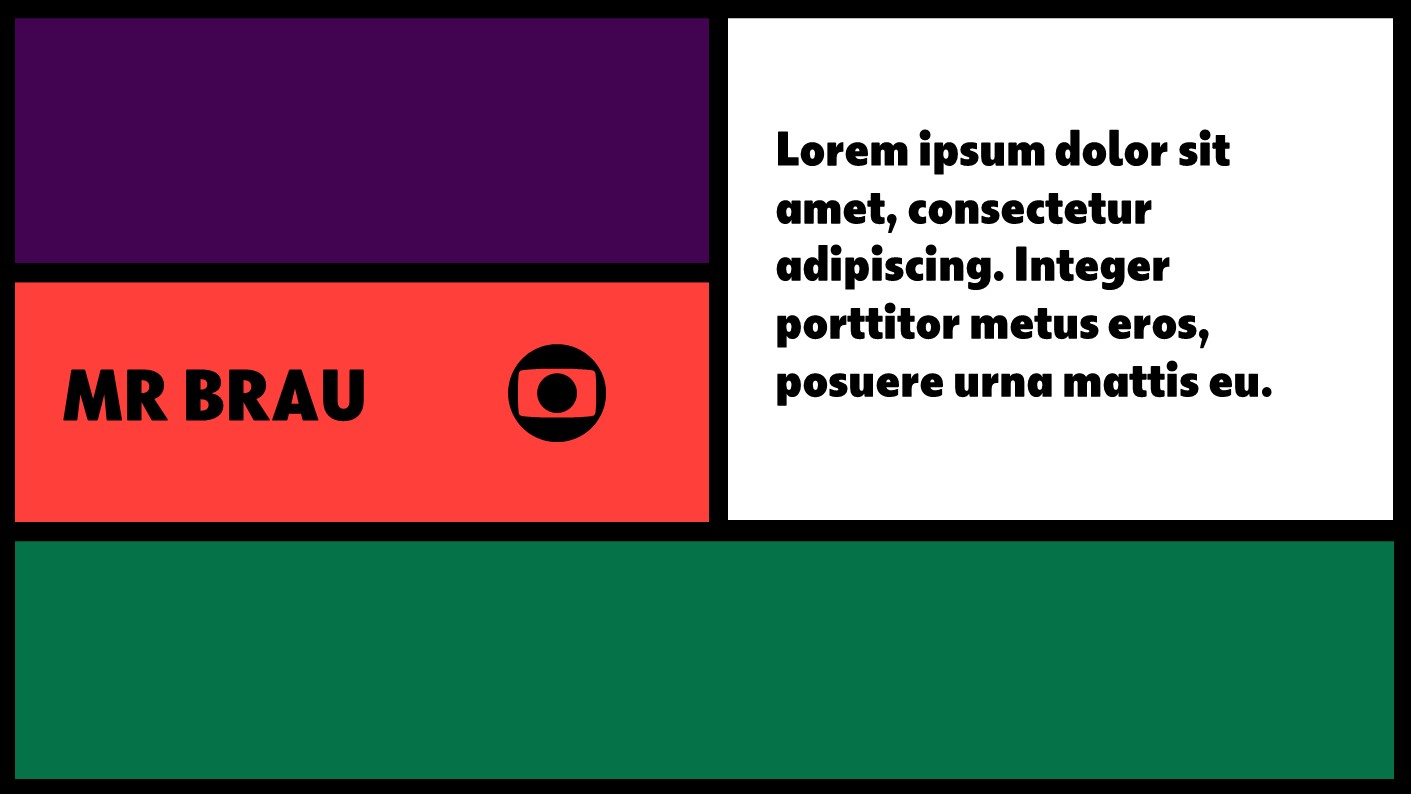 MR BRAU
Lorem ipsum dolor sit
amet, consectetur
adipiscing. Integer
porttitor metus eros,
posuere urna mattis eu.